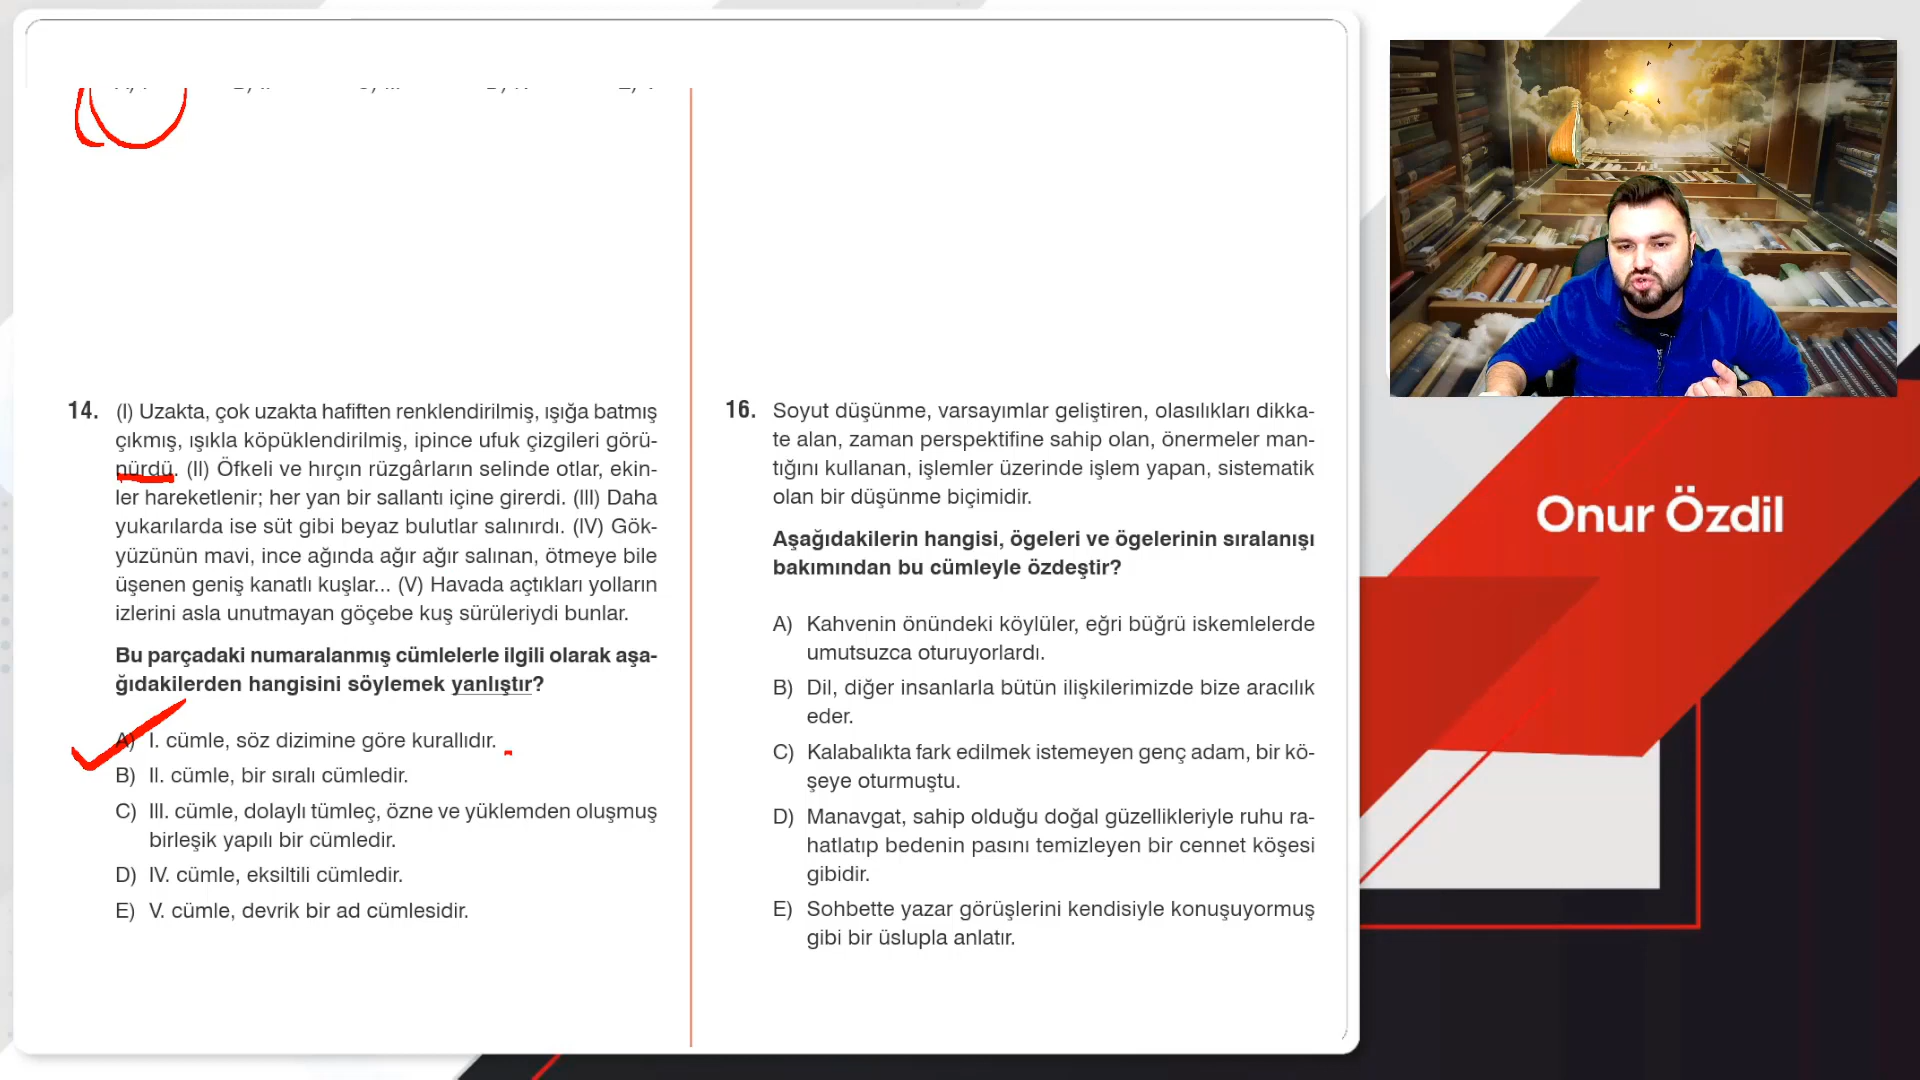 14. (I) Uzakta, çok uzakta hafiften renklendirilmiş, ışığa batmış
çıkmış, ışıkla köpüklendirilmiş, ipince ufuk çizgileri görü-
nürdü. (II) Öfkeli ve hırçın rüzgârların selinde otlar, ekin-
ler hareketlenir; her yan bir sallantı içine girerdi. (III) Daha
yukarılarda ise süt gibi beyaz bulutlar salınırdı. (IV) Gök-
yüzünün mavi, ince ağında ağır ağır salınan, ötmeye bile
üşenen geniş kanatlı kuşlar... (V) Havada açtıkları yolların
izlerini asla unutmayan göçebe kuş sürüleriydi bunlar.
Bu parçadaki numaralanmış cümlelerle ilgili olarak aşa-
ğıdakilerden hangisini söylemek yanlıştır?
A) I. cümle, söz dizimine göre kurallıdır.
B) II. cümle, bir sıralı cümledir.
C) III. cümle, dolaylı tümleç, özne ve yüklemden oluşmuş
birleşik yapılı bir cümledir.
D) IV. cümle, eksiltili cümledir.
E) V. cümle, devrik bir ad cümlesidir.
16. Soyut düşünme, varsayımlar geliştiren, olasılıkları dikka-
te alan, zaman perspektifine sahip olan, önermeler man-
tığını kullanan, işlemler üzerinde işlem yapan, sistematik
olan bir düşünme biçimidir.
Aşağıdakilerin hangisi, ögeleri ve ögelerinin sıralanışı
bakımından bu cümleyle özdeştir?
A) Kahvenin önündeki köylüler, eğri büğrü iskemlelerde
umutsuzca oturuyorlardı.
B) Dil, diğer insanlarla bütün ilişkilerimizde bize aracılık
eder.
C) Kalabalıkta fark edilmek istemeyen genç adam, bir kö-
şeye oturmuştu.
D) Manavgat, sahip olduğu doğal güzellikleriyle ruhu ra-
hatlatıp bedenin pasını temizleyen bir cennet köşesi
gibidir.
E) Sohbette yazar görüşlerini kendisiyle konuşuyormuş
gibi bir üslupla anlatır.
Onur Özdil